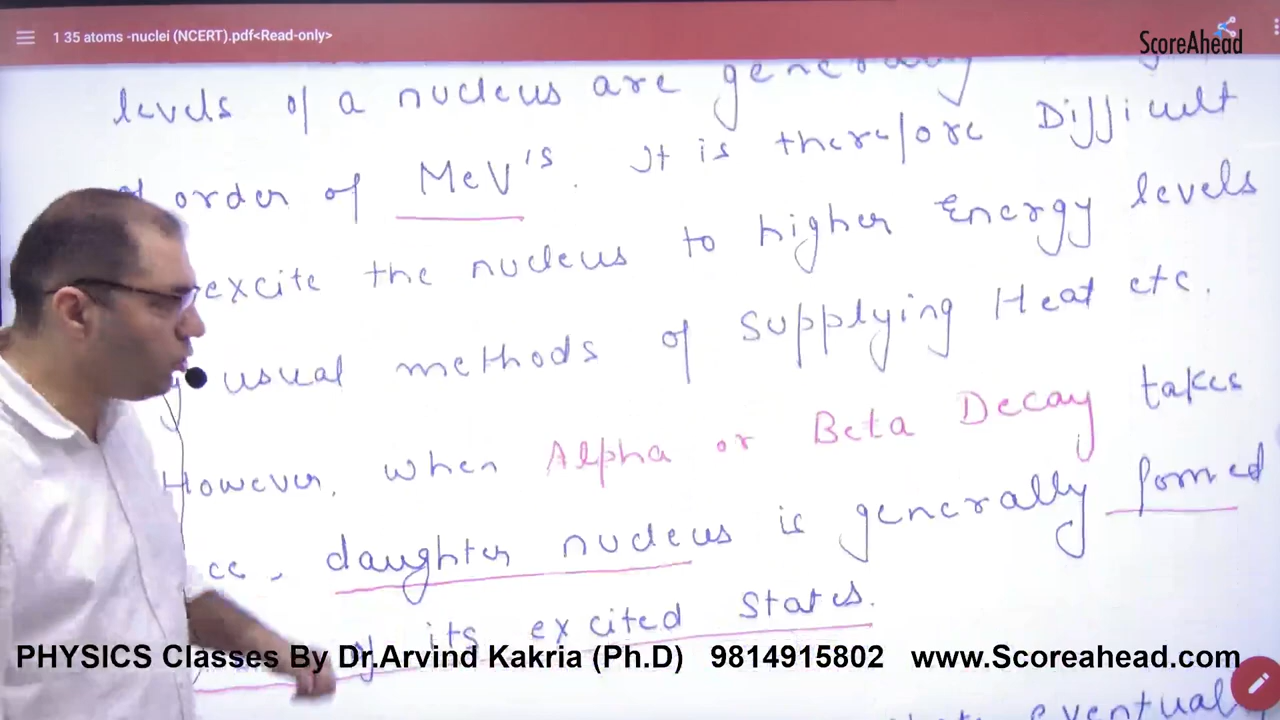 1 35 atoms -nuclei (NCERT).pdf<Read-only>
ScoreAhead
levels of a nucleus are generally
order of MeV's. It is therefore Difficult
excite the nucleus to higher Energy levels
usual methods of Supplying Heat etc.
However, when Alpha or Beta Decay takes
ce, daughter nucleus is generally formed
its excited States.
PHYSICS Classes By Dr.Arvind Kakria (Ph.D) 9814915802 www.Scoreahead.com
eventually